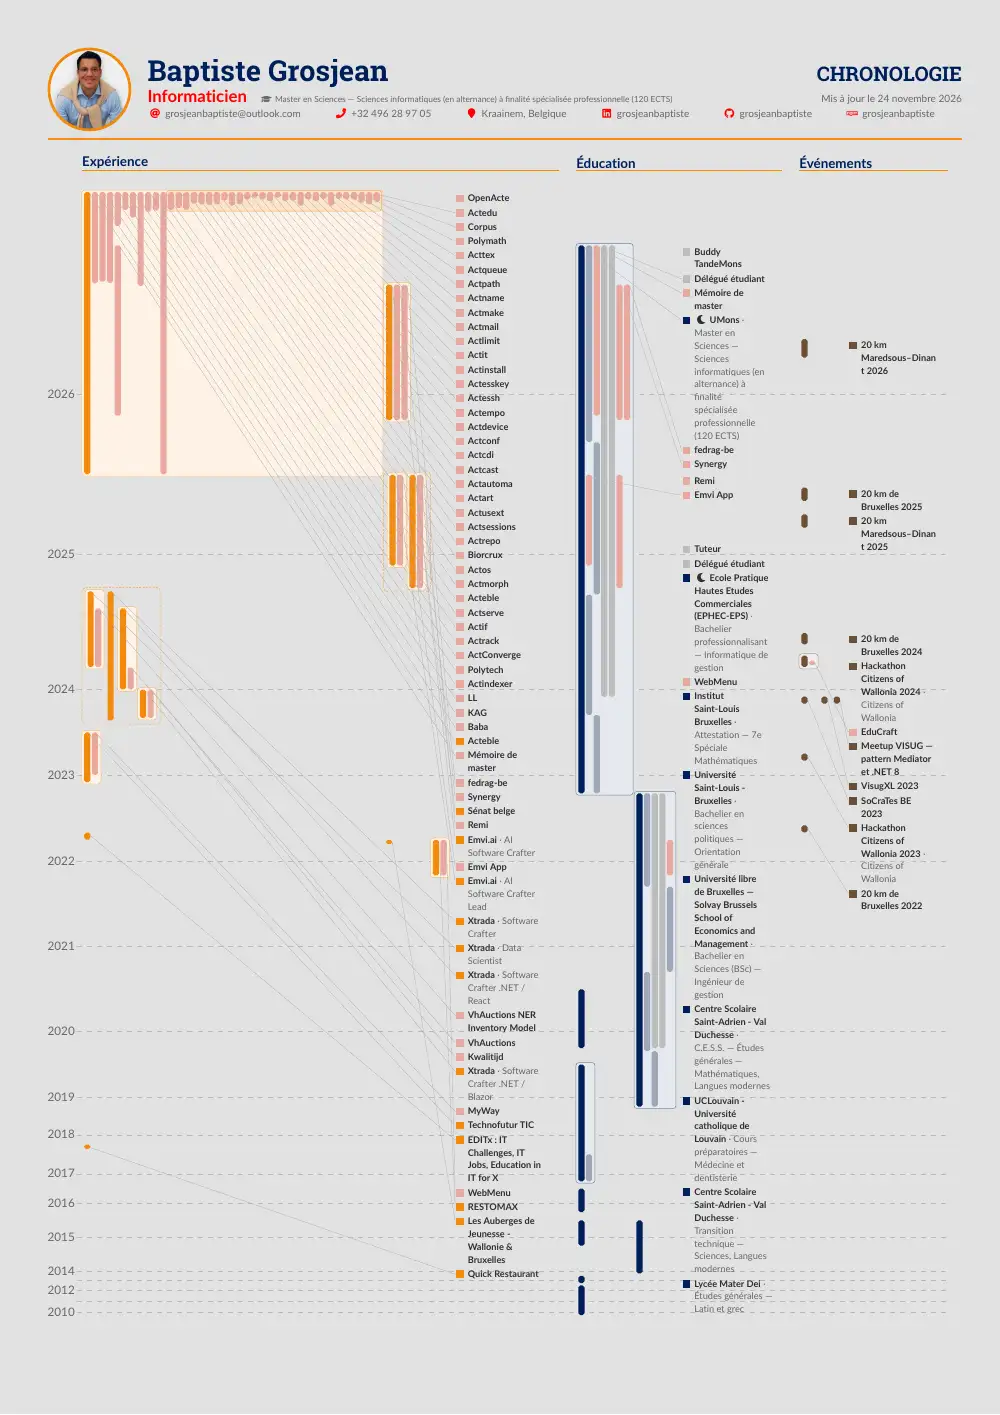 Baptiste Grosjean
CHRONOLOGIE
Informaticien
Master en Sciences — Sciences informatiques (en alternance) à finalité spécialisée professionnelle (120 ECTS)
Mis à jour le 24 novembre 2026
grosjeanbaptiste@outlook.com
+32 496 28 97 05
Kraainem, Belgique
grosjeanbaptiste
grosjeanbaptiste
grosjeanbaptiste
Expérience
OpenActe
Actedu
Corpus
Polymath
Acttex
Actqueue
Actpath
Actname
Actmake
Actmail
Actlimit
Actit
Actinstall
Actesskey
Actessh
Actempo
Actdevice
Actconf
Actcdi
Actcast
Actautoma
Actart
Actusext
Actsessions
Actrepo
Biorcrux
Actos
Actmorph
Acteble
Actserve
Actif
Actrack
ActConverge
Polytech
Actindexer
LL
KAG
Baba
Acteble
Mémoire de
master
fedrag-be
Synergy
Sénat belge
Remi
Emvi.ai · AI
Software Crafter
Emvi App
Emvi.ai · AI
Software Crafter
Lead
Xtrada · Software
Crafter
Xtrada · Data
Scientist
Xtrada · Software
Crafter .NET /
React
VhAuctions NER
Inventory Model
VhAuctions
Kwalitijd
Xtrada · Software
Crafter .NET /
Blazor
MyWay
Technofutur TIC
EDITx : IT
Challenges, IT
Jobs, Education in
IT for X
WebMenu
RESTOMAX
Les Auberges de
Jeunesse -
Wallonie &
Bruxelles
Quick Restaurant
Éducation
Buddy
TandeMons
Délégué étudiant
Mémoire de
master
UMons ·
Master en
Sciences —
Sciences
informatiques (en
alternance) à
finalité
spécialisée
professionnelle
(120 ECTS)
fedrag-be
Synergy
Remi
Emvi App
Tuteur
Délégué étudiant
Ecole Pratique
Hautes Etudes
Commerciales
(EPHEC-EPS) ·
Bachelier
professionnalisant
— Informatique de
gestion
WebMenu
Institut
Saint-Louis
Bruxelles ·
Attestation — 7e
Spéciale
Mathématiques
Université
Saint-Louis -
Bruxelles ·
Bachelier en
sciences
politiques —
Orientation
générale
Université libre
de Bruxelles —
Solvay Brussels
School of
Economics and
Management ·
Bachelier en
Sciences (BSc) —
Ingénieur de
gestion
Centre Scolaire
Saint-Adrien - Val
Duchesse ·
C.E.S.S. — Études
générales —
Mathématiques,
Langues modernes
UCLouvain -
Université
catholique de
Louvain · Cours
préparatoires —
Médecine et
dentisterie
Centre Scolaire
Saint-Adrien - Val
Duchesse ·
Transition
technique —
Sciences, Langues
modernes
Lycée Mater Dei ·
Études générales —
Latin et grec
Événements
20 km
Maredsous–Dinan
t 2026
20 km de
Bruxelles 2025
20 km
Maredsous–Dinan
t 2025
20 km de
Bruxelles 2024
Hackathon
Citizens of
Wallonia 2024 ·
Citizens of
Wallonia
EduCraft
Meetup VISUG —
pattern Mediator
et .NET 8
VisugXL 2023
SoCraTes BE
2023
Hackathon
Citizens of
Wallonia 2023 ·
Citizens of
Wallonia
20 km de
Bruxelles 2022
2026
2025
2024
2023
2022
2021
2020
2019
2018
2017
2016
2015
2014
2012
2010